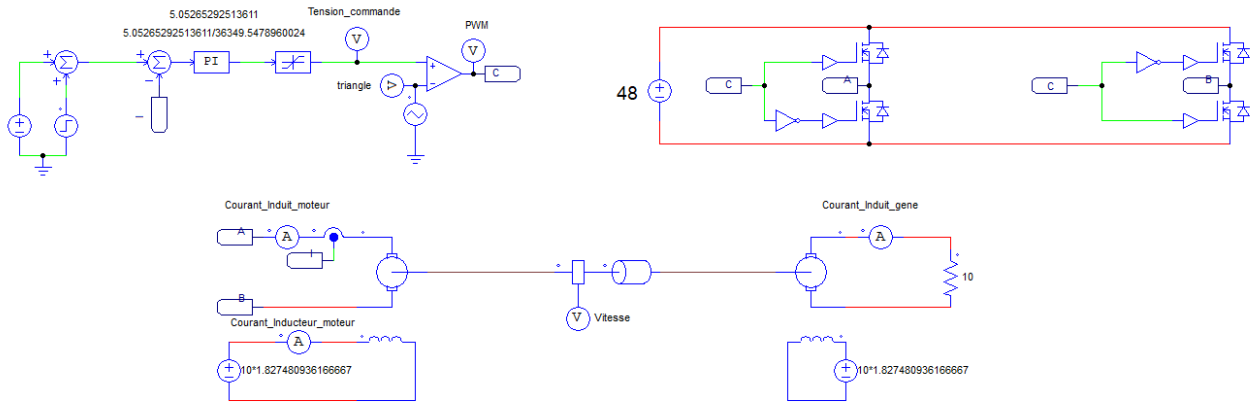 5.05265292513611
5.05265292513611/36349.5478960024
Tension_commande
PWM
PI
V
V
C
triangle
48
C
A
C
B
Courant_Induit_moteur
Courant_Induit_gene
A
A
I
A
10
B
V
Vitesse
Courant_Inducteur_moteur
A
10*1.827480936166667
10*1.827480936166667